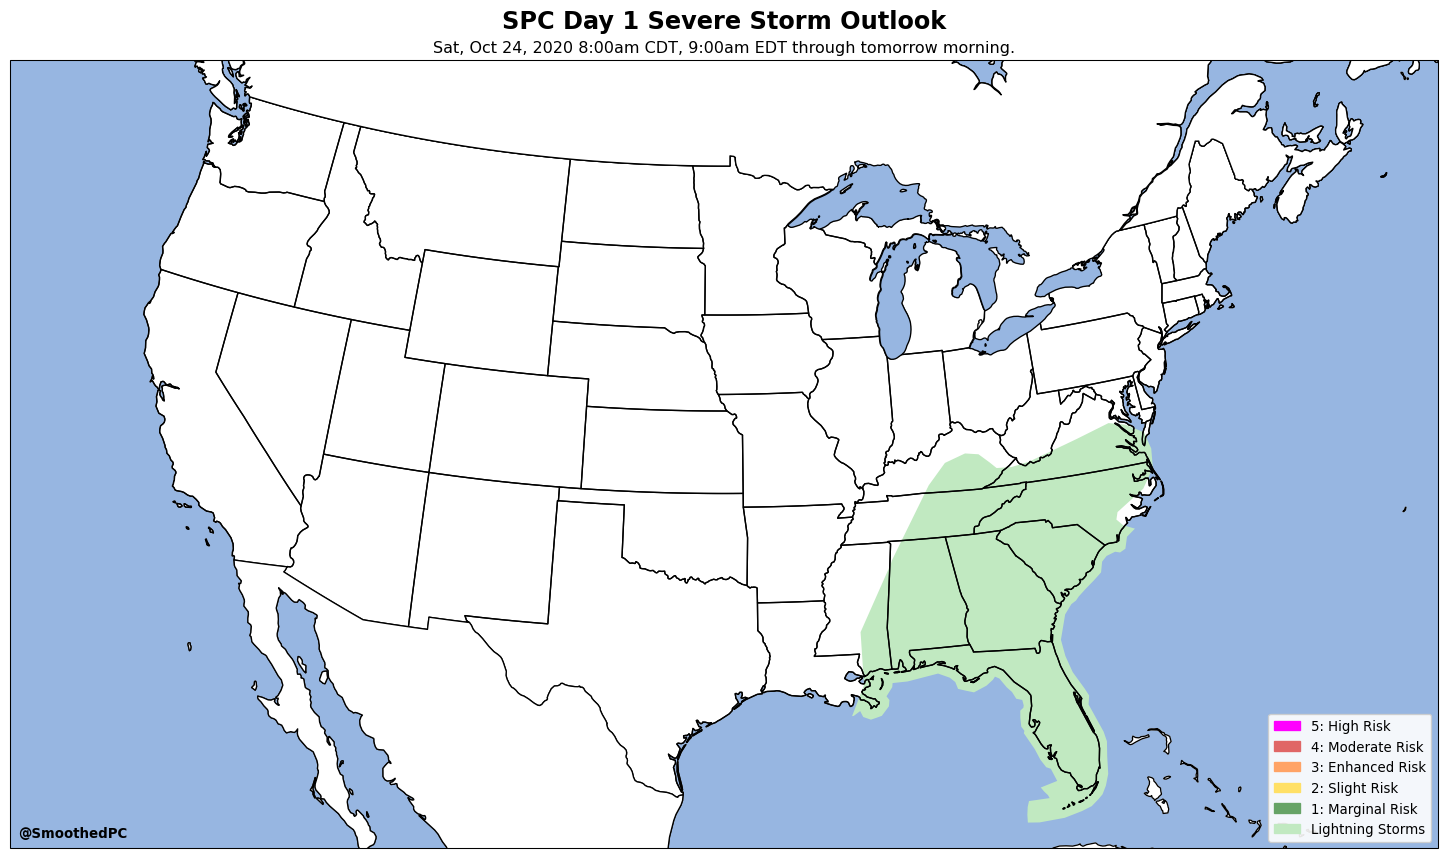 SPC Day 1 Severe Storm Outlook
Sat, Oct 24, 2020 8:00am CDT, 9:00am EDT through tomorrow morning.
5: High Risk
4: Moderate Risk
3: Enhanced Risk
2: Slight Risk
1: Marginal Risk
Lightning Storms
@SmoothedPC